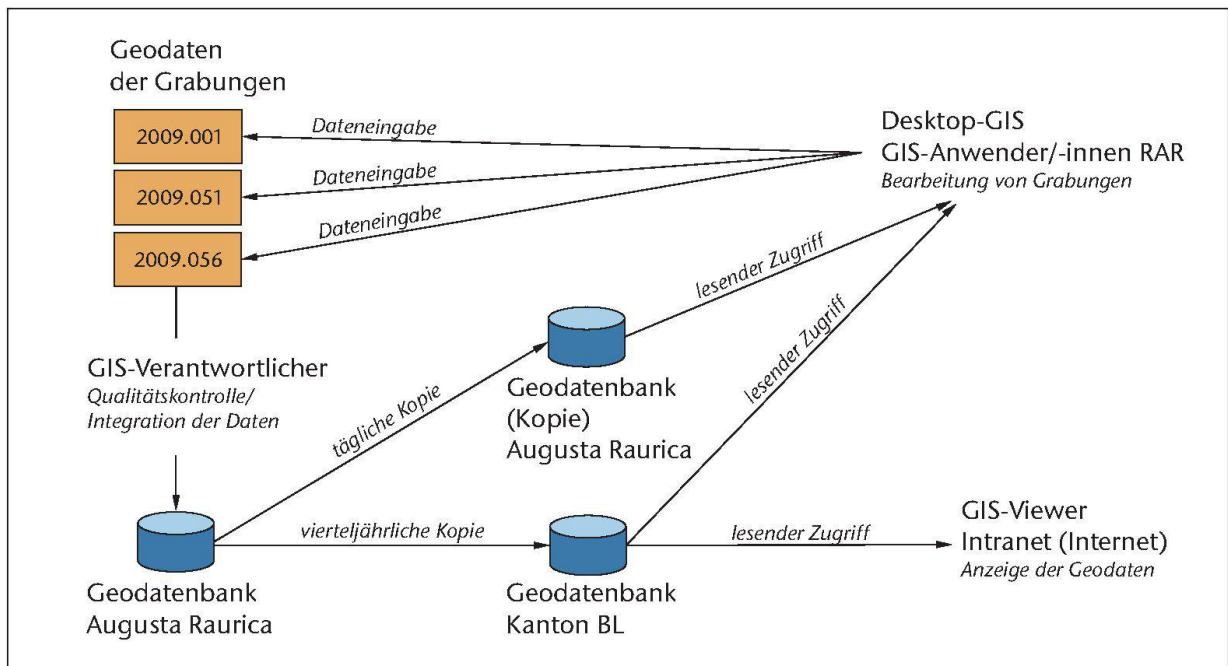 Geodaten
der Grabungen
2009.001
2009.051
2009.056
Dateneingabe
Dateneingabe
Dateneingabe
Desktop-GIS
GIS-Anwender/-innen RAR
Bearbeitung von Grabungen
lesender Zugriff
lesender Zugriff
GIS-Verantwortlicher
Qualitätskontrolle/
Integration der Daten
tägliche Kopie
Geodatenbank
(Kopie)
Augusta Raurica
vierteljährliche Kopie
lesender Zugriff
GIS-Viewer
Intranet (Internet)
Anzeige der Geodaten
Geodatenbank
Augusta Raurica
Geodatenbank
Kanton BL